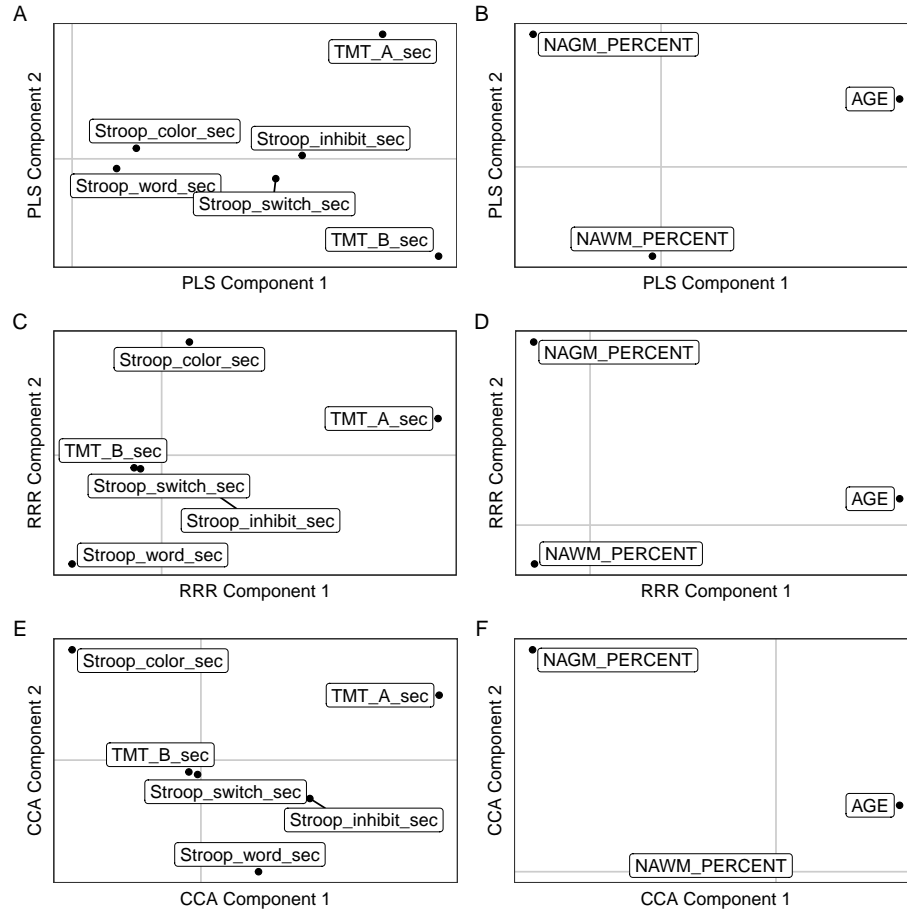 A
TMT_A_sec
Stroop_color_sec
Stroop_inhibit_sec
Stroop_word_sec
Stroop_switch_sec
TMT_B_sec
PLS Component 2
PLS Component 1
B
NAGM_PERCENT
AGE
NAWM_PERCENT
PLS Component 2
PLS Component 1
C
Stroop_color_sec
TMT_A_sec
TMT_B_sec
Stroop_switch_sec
Stroop_inhibit_sec
Stroop_word_sec
RRR Component 2
RRR Component 1
D
NAGM_PERCENT
AGE
NAWM_PERCENT
RRR Component 2
RRR Component 1
E
Stroop_color_sec
TMT_A_sec
TMT_B_sec
Stroop_switch_sec
Stroop_inhibit_sec
Stroop_word_sec
CCA Component 2
CCA Component 1
F
NAGM_PERCENT
AGE
NAWM_PERCENT
CCA Component 2
CCA Component 1